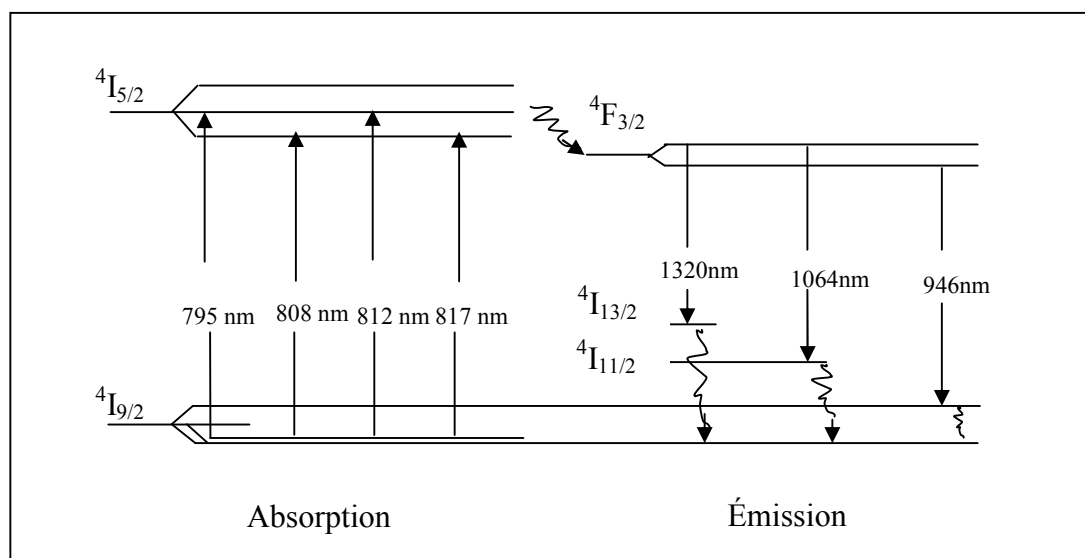 ⁴I₅/₂
⁴F₃/₂
1320nm
1064nm
946nm
⁴I₁₃/₂
795 nm
808 nm
812 nm
817 nm
⁴I₁₁/₂
⁴I₉/₂
Absorption
Émission